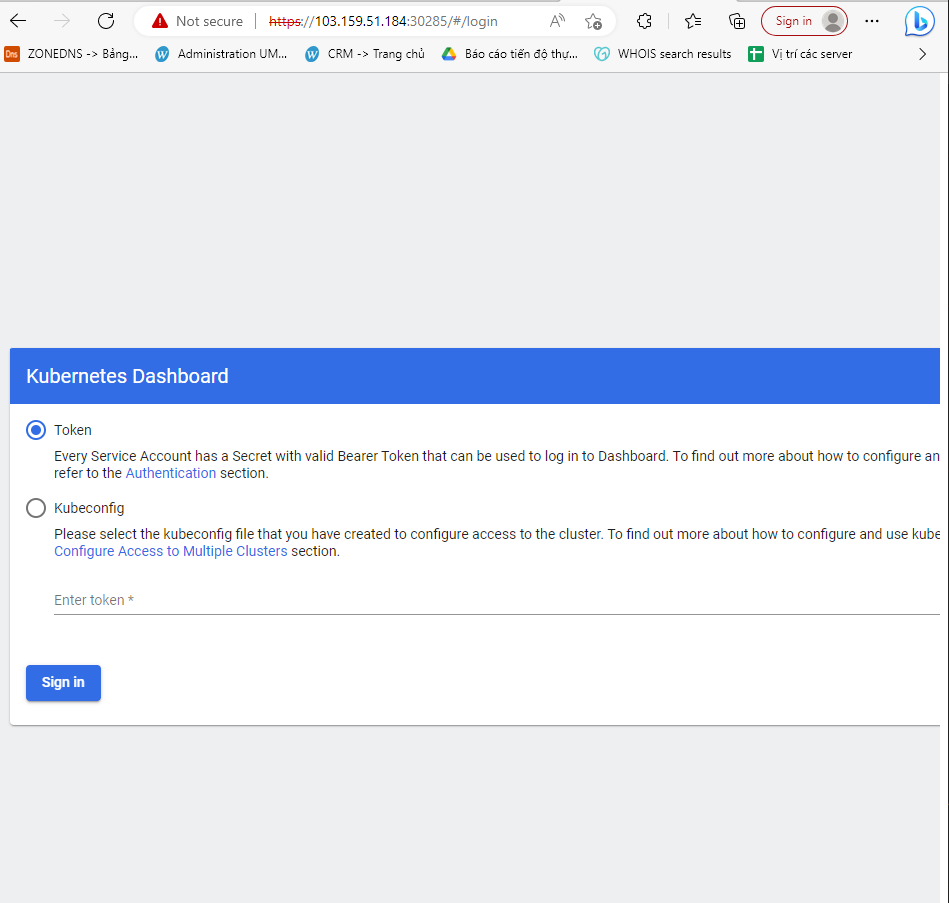 Not secure https://103.159.51.184:30285/#/login Sign in
Dns ZONEDNS -> Bảng... Administration UM... CRM -> Trang chủ Báo cáo tiến độ thự... WHOIS search results Vị trí các server
Kubernetes Dashboard
Token
Every Service Account has a Secret with valid Bearer Token that can be used to log in to Dashboard. To find out more about how to configure an
refer to the Authentication section.
Kubeconfig
Please select the kubeconfig file that you have created to configure access to the cluster. To find out more about how to configure and use kube
Configure Access to Multiple Clusters section.
Enter token *
Sign in